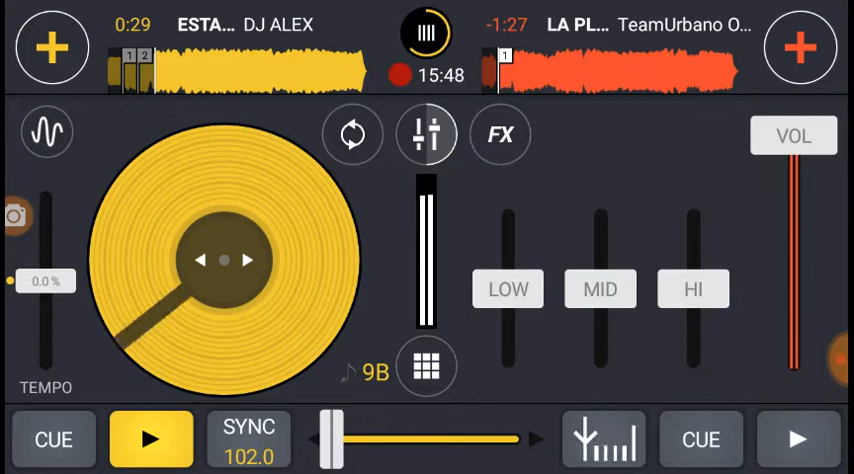 0:29 ESTA... DJ ALEX
-1:27 LA PL... TeamUrbano O...
1 2
1
15:48
FX
VOL
0.0 %
LOW MID HI
9B
TEMPO
CUE
SYNC
102.0
CUE